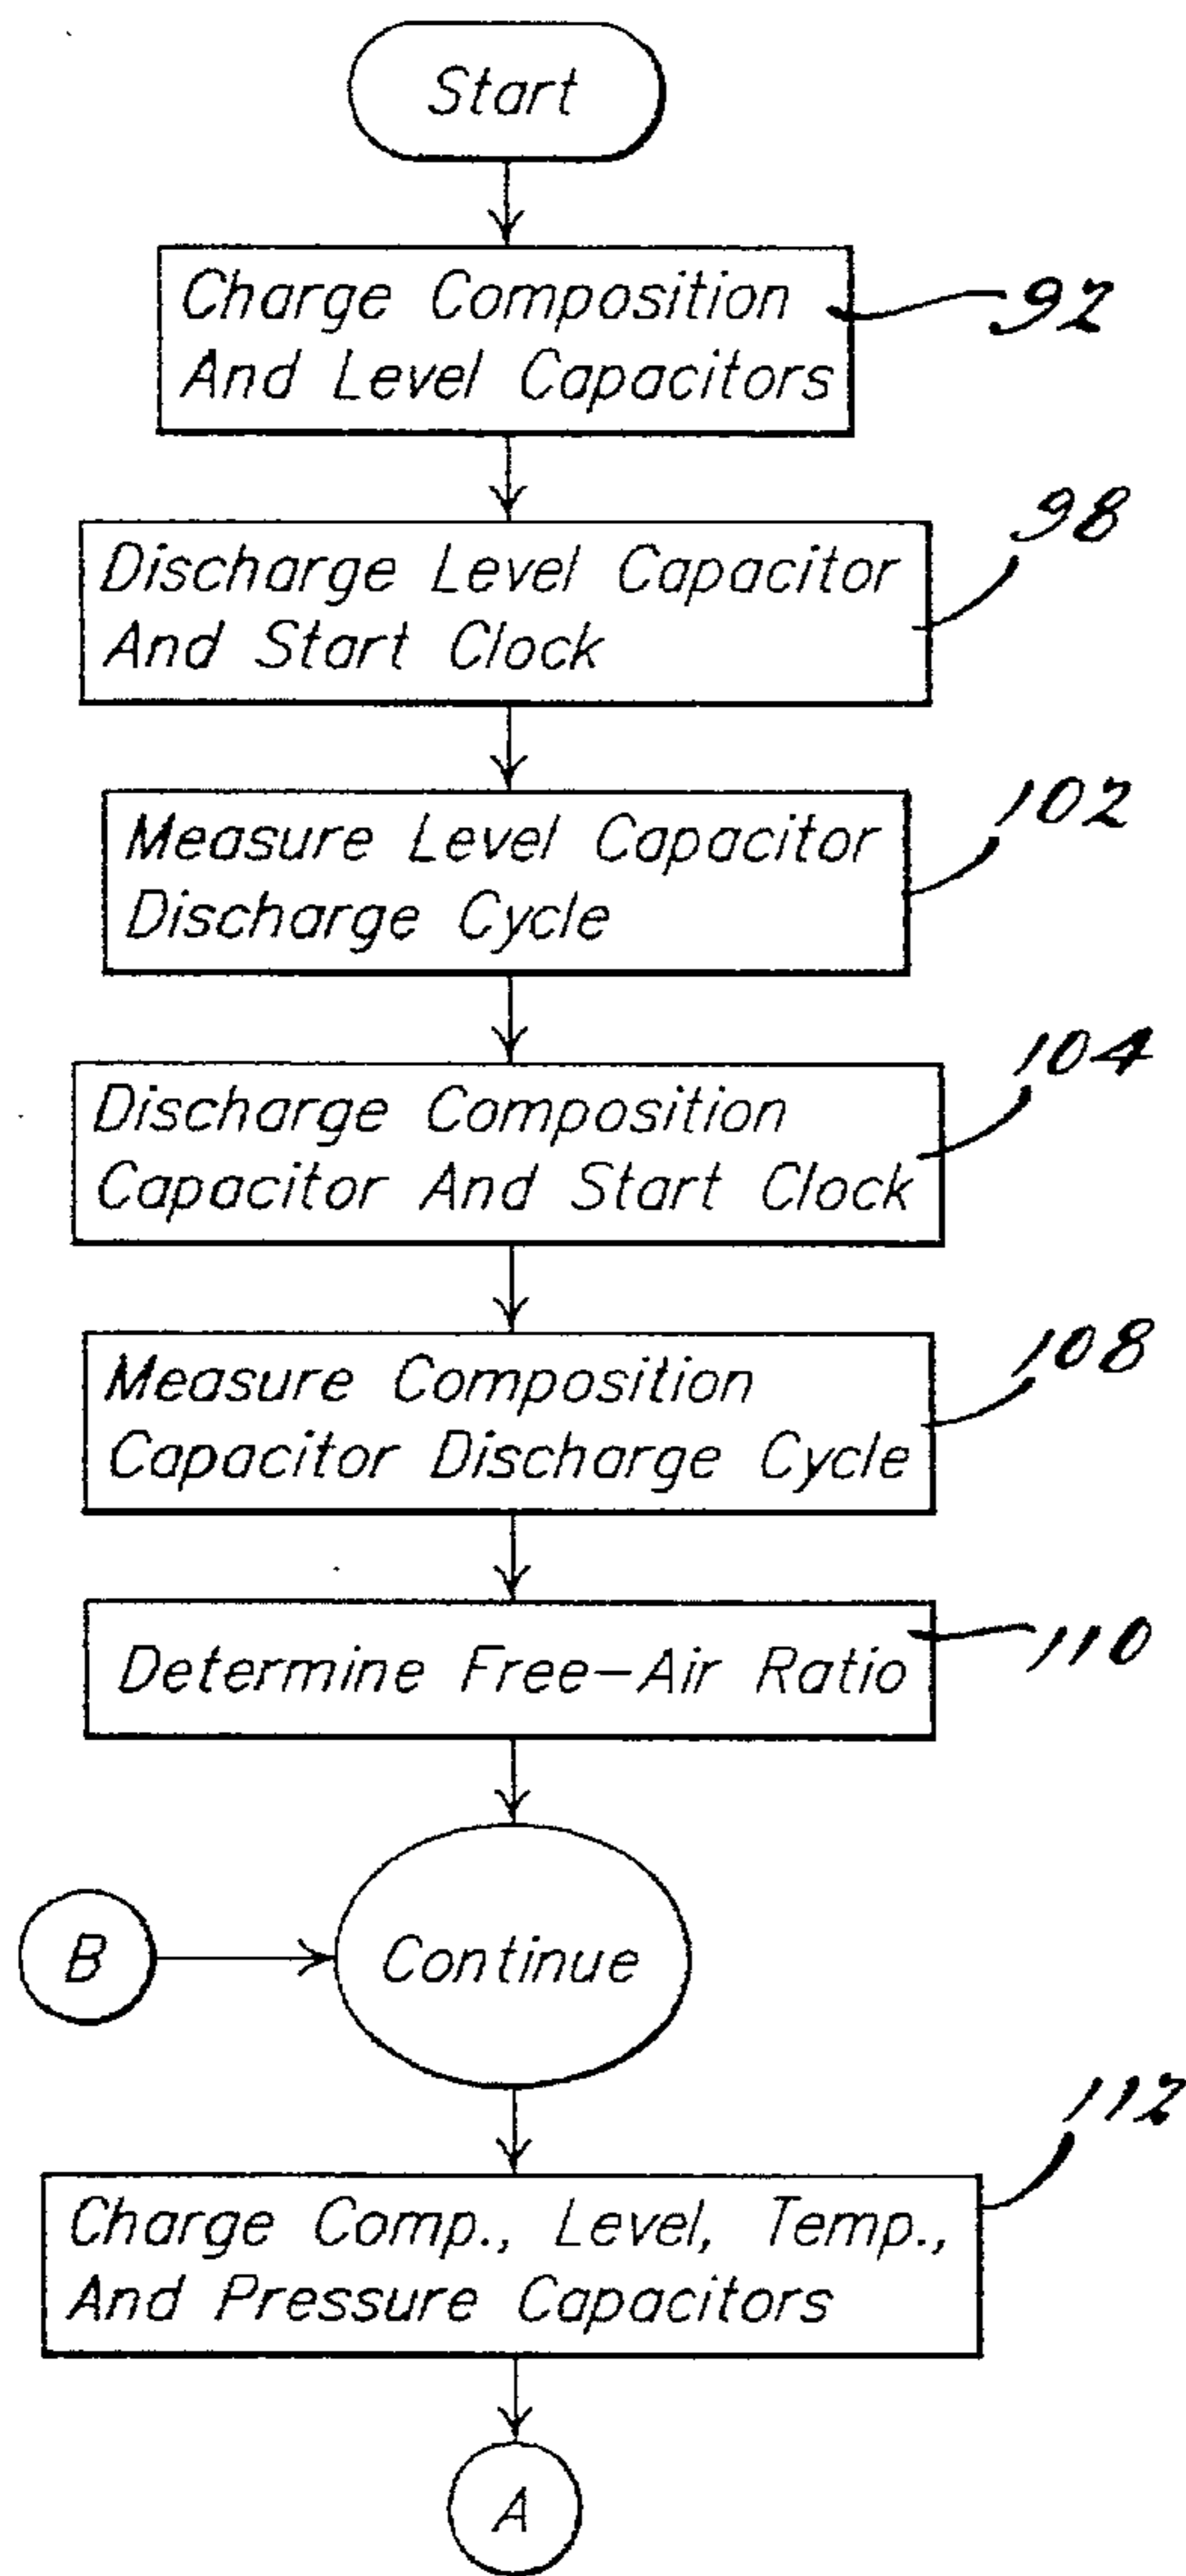 Start
Charge Composition
And Level Capacitors
92
Discharge Level Capacitor
And Start Clock
98
Measure Level Capacitor
Discharge Cycle
102
Discharge Composition
Capacitor And Start Clock
104
Measure Composition
Capacitor Discharge Cycle
108
Determine Free-Air Ratio
110
B
Continue
Charge Comp., Level, Temp.,
And Pressure Capacitors
112
A